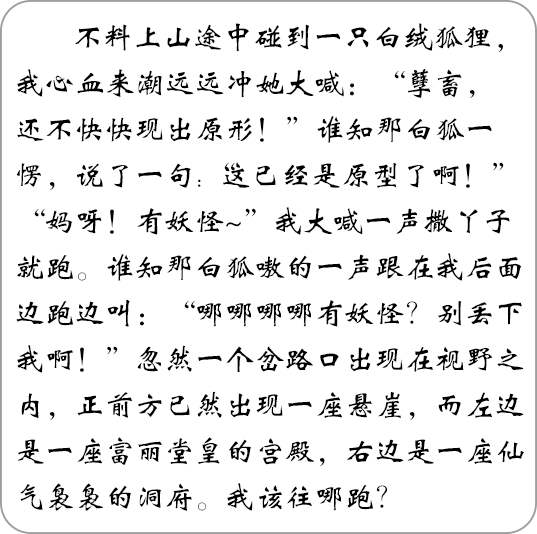 不料上山途中碰到一只白绒狐狸，
我心血来潮远远冲她大喊：“孽畜，
还不快快现出原形！”谁知那白狐一
愣，说了一句：“这已经是原型了啊！”
“妈呀！有妖怪~”我大喊一声撒丫子
就跑。谁知那白狐嗷的一声跟在我后面
边跑边叫：“哪哪哪哪有妖怪？别丢下
我啊！”忽然一个岔路口出现在视野之
内，正前方已然出现一座悬崖，而左边
是一座富丽堂皇的宫殿，右边是一座仙
气袅袅的洞府。我该往哪跑？